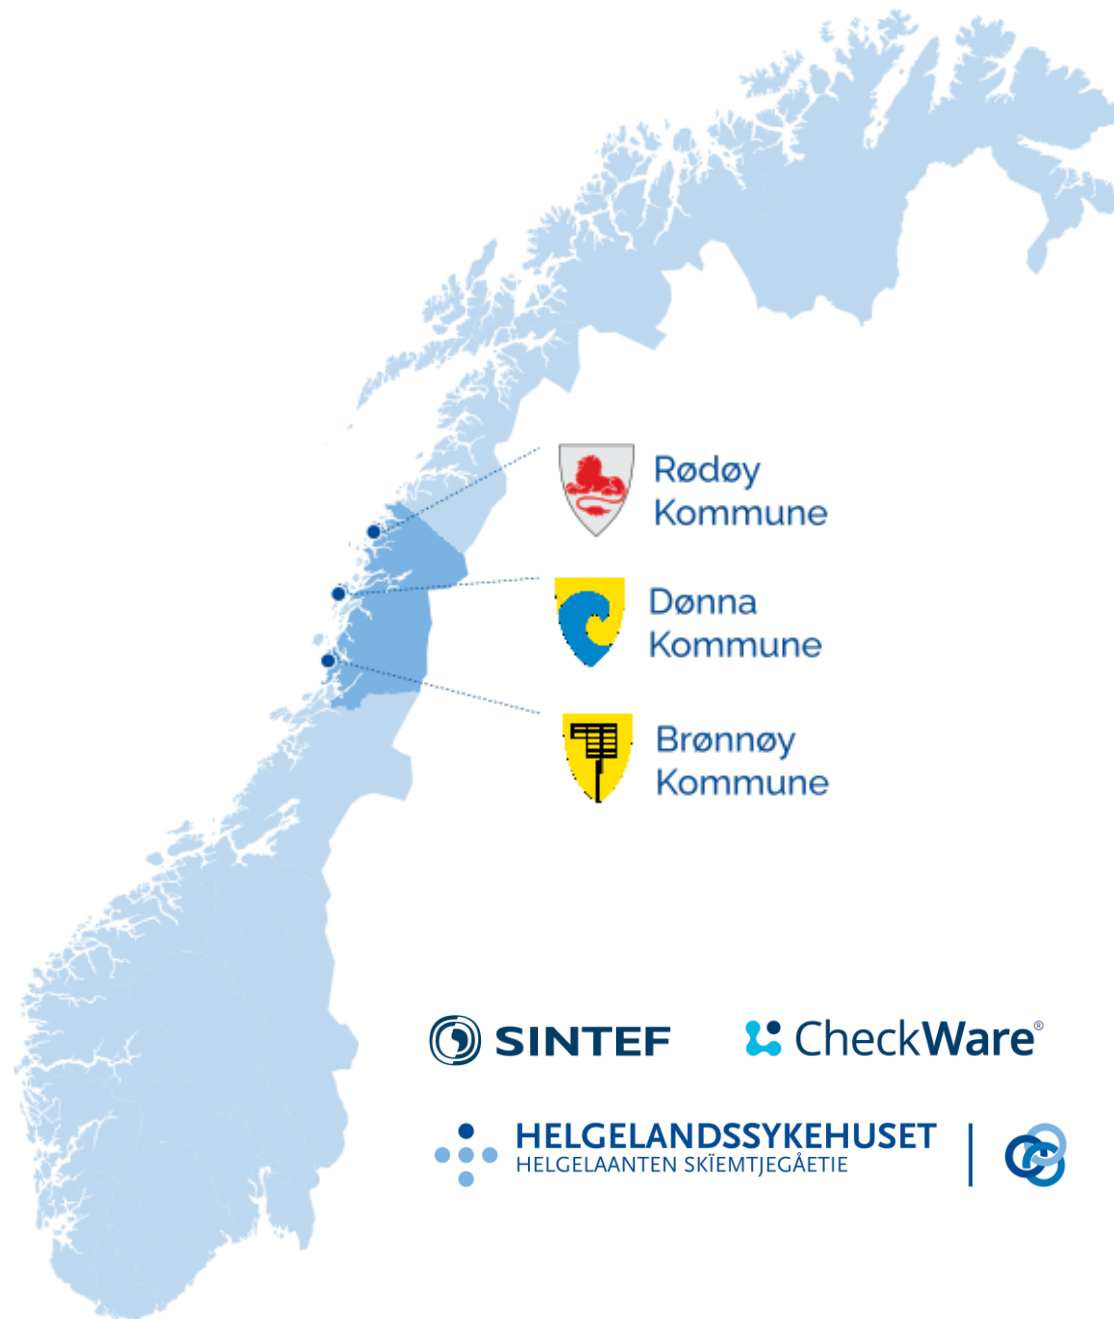 Rødøy
Kommune
Dønna
Kommune
Brønnøy
Kommune
SINTEF
CheckWare®
HELGELANDSSYKEHUSET
HELGELAANTEN SKÏEMTJEGÅETIE